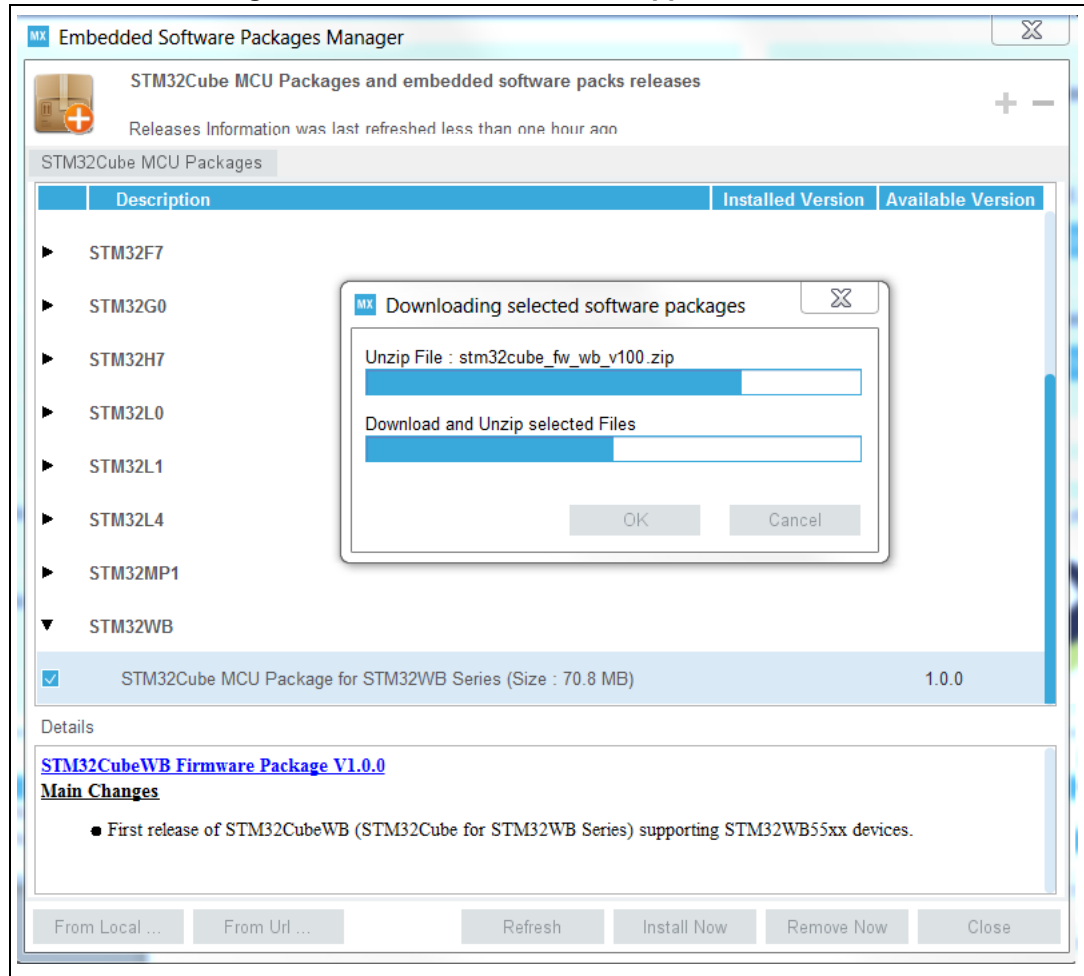 MX Embedded Software Packages Manager
STM32Cube MCU Packages and embedded software packs releases
Releases Information was last refreshed less than one hour ago
STM32Cube MCU Packages
Description Installed Version Available Version
STM32F7
STM32G0
STM32H7
STM32L0
STM32L1
STM32L4
STM32MP1
STM32WB
STM32Cube MCU Package for STM32WB Series (Size : 70.8 MB) 1.0.0
MX Downloading selected software packages
Unzip File : stm32cube_fw_wb_v100.zip
Download and Unzip selected Files
OK Cancel
Details
STM32CubeWB Firmware Package V1.0.0
Main Changes
● First release of STM32CubeWB (STM32Cube for STM32WB Series) supporting STM32WB55xx devices.
From Local ... From Url ... Refresh Install Now Remove Now Close